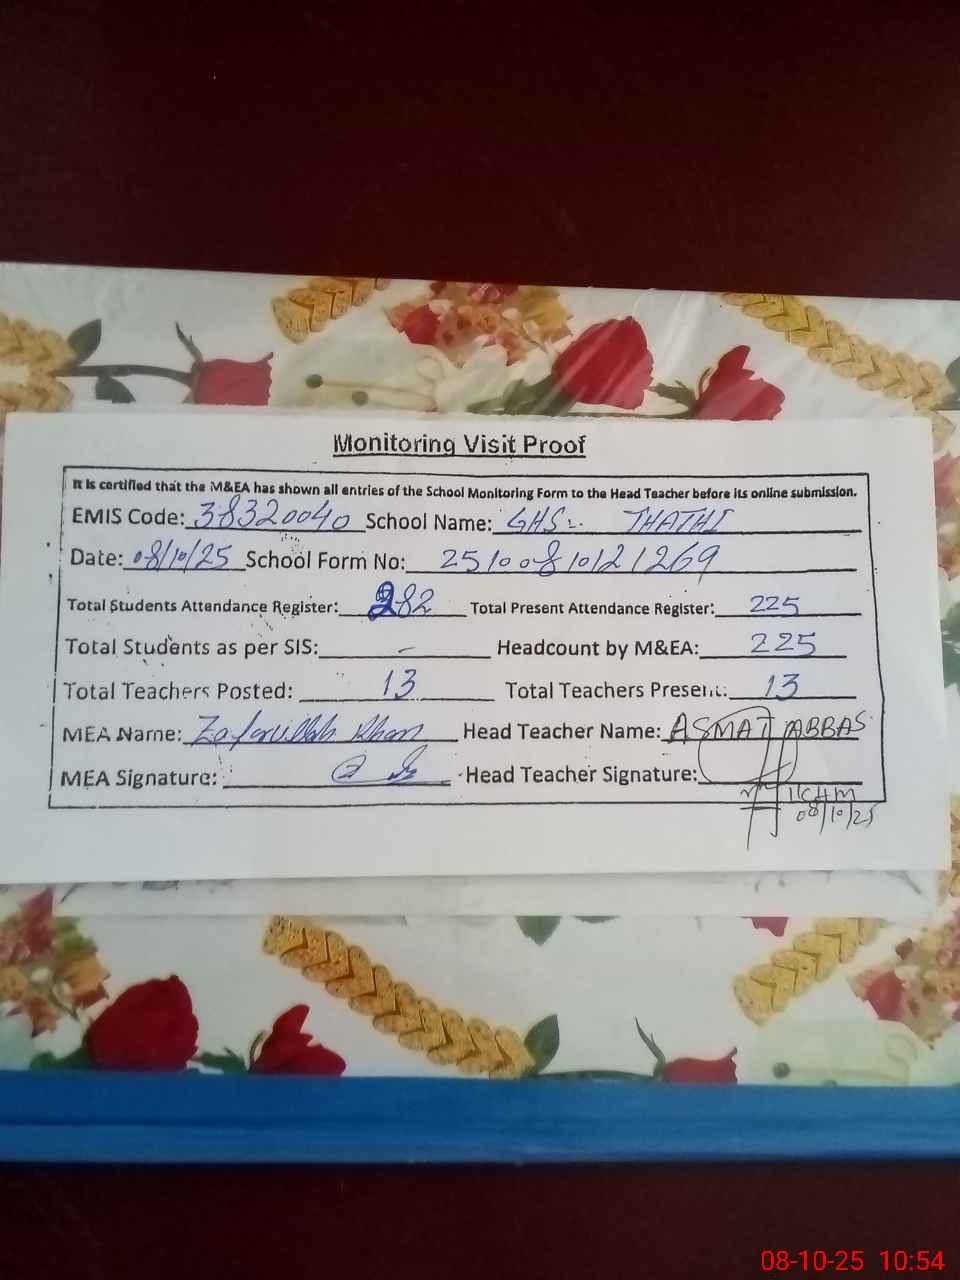 Monitoring Visit Proof
It is certified that the M&EA has shown all entries of the School Monitoring Form to the Head Teacher before its online submission.
EMIS Code: 38320040 School Name: GHS THATHI
Date: 08/10/25 School Form No: 25100810121269
Total Students Attendance Register: 282 Total Present Attendance Register: 225
Total Students as per SIS: - Headcount by M&EA: 225
Total Teachers Posted: 13 Total Teachers Present: 13
MEA Name: Zafarullah Khan Head Teacher Name: ASMAT ABBAS
MEA Signature: Head Teacher Signature:
08/10/25
08-10-25 10:54